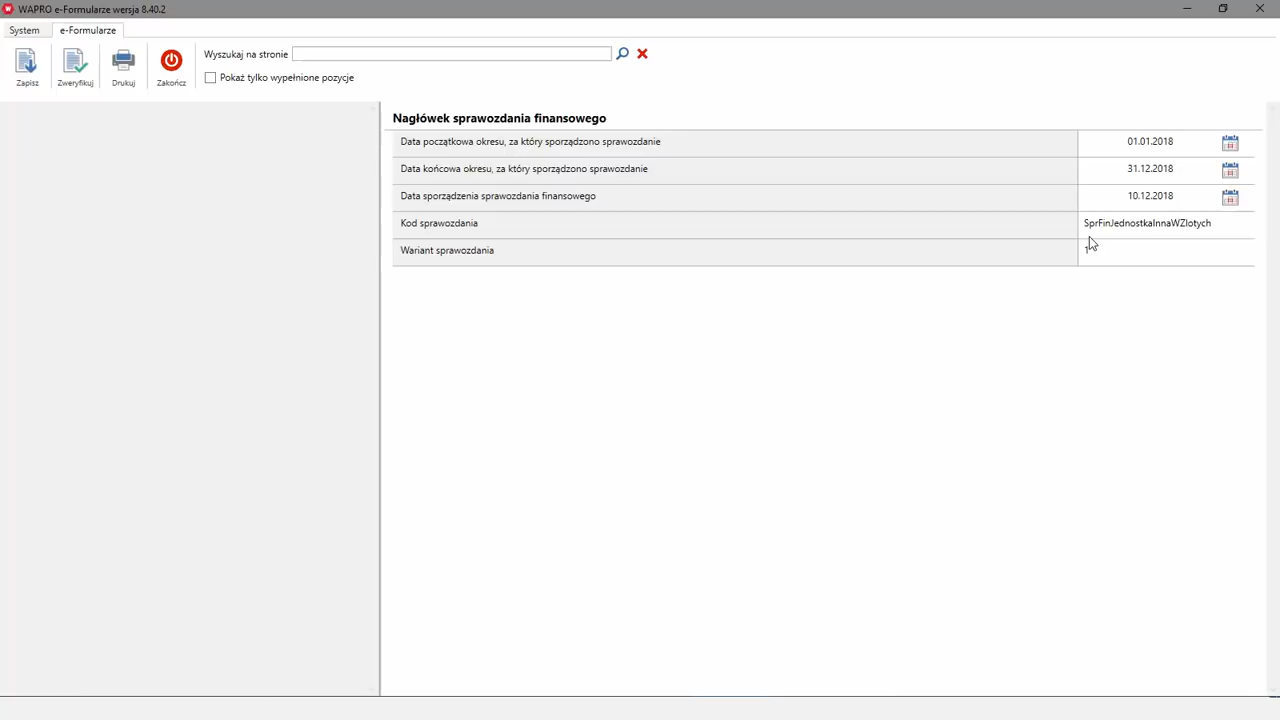 WAPRO e-Formularze wersja 8.40.2
System e-Formularze
Zapisz Zweryfikuj Drukuj Zakończ
Wyszukaj na stronie
Pokaż tylko wypełnione pozycje
Nagłówek sprawozdania finansowego
Data początkowa okresu, za który sporządzono sprawozdanie 01.01.2018
Data końcowa okresu, za który sporządzono sprawozdanie 31.12.2018
Data sporządzenia sprawozdania finansowego 10.12.2018
Kod sprawozdania SprFinJednostkaInnaWZlotych
Wariant sprawozdania